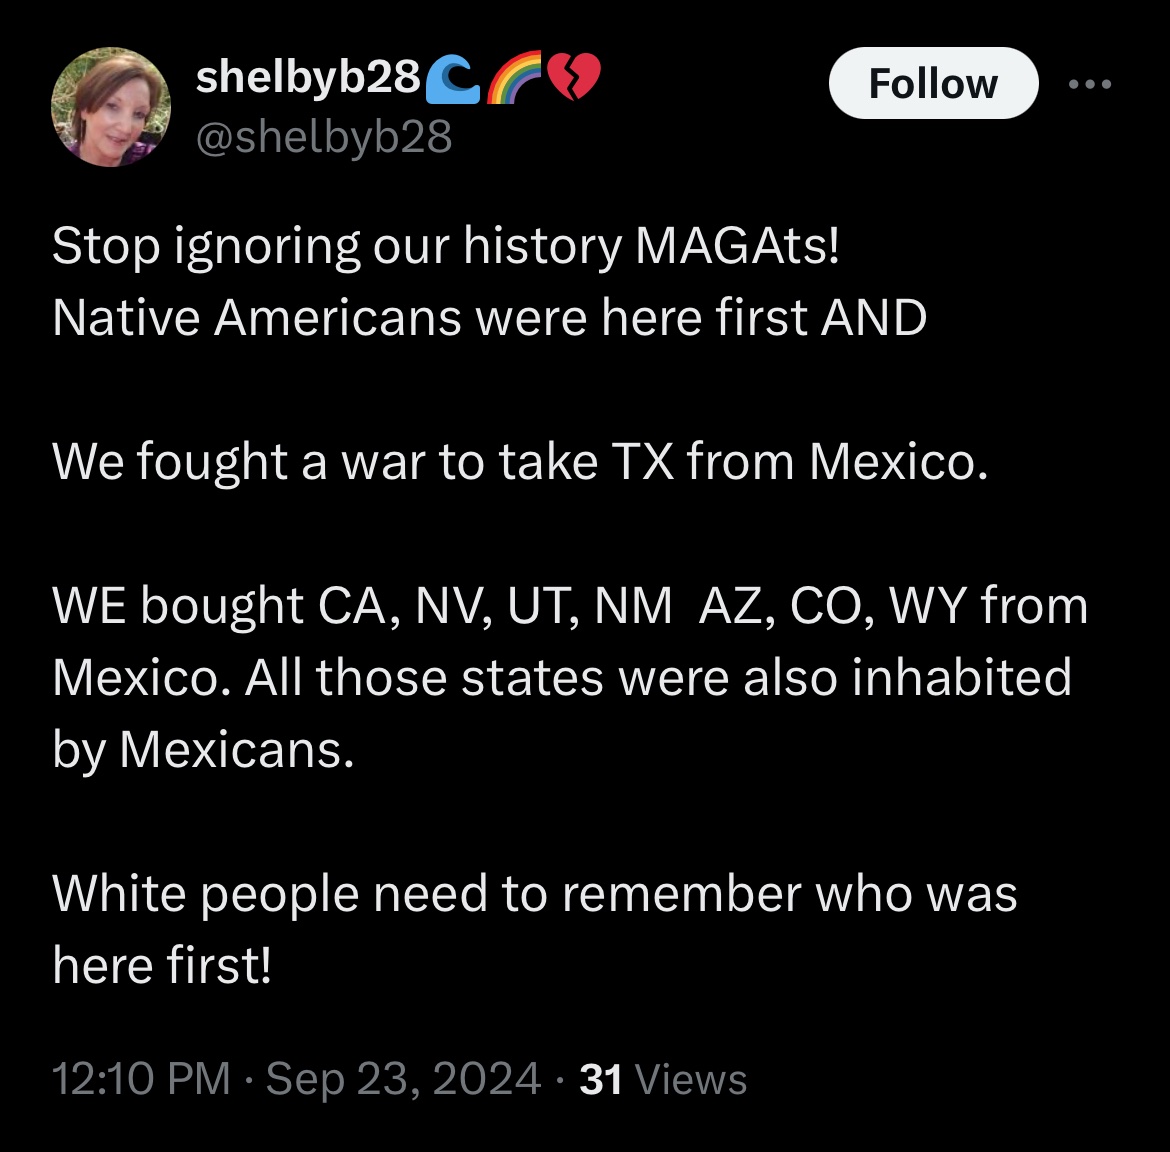 shelbyb28🌊🌈💔
Follow
@shelbyb28
Stop ignoring our history MAGAts!
Native Americans were here first AND
We fought a war to take TX from Mexico.
WE bought CA, NV, UT, NM  AZ, CO, WY from
Mexico. All those states were also inhabited
by Mexicans.
White people need to remember who was
here first!
12:10 PM · Sep 23, 2024 · 31 Views